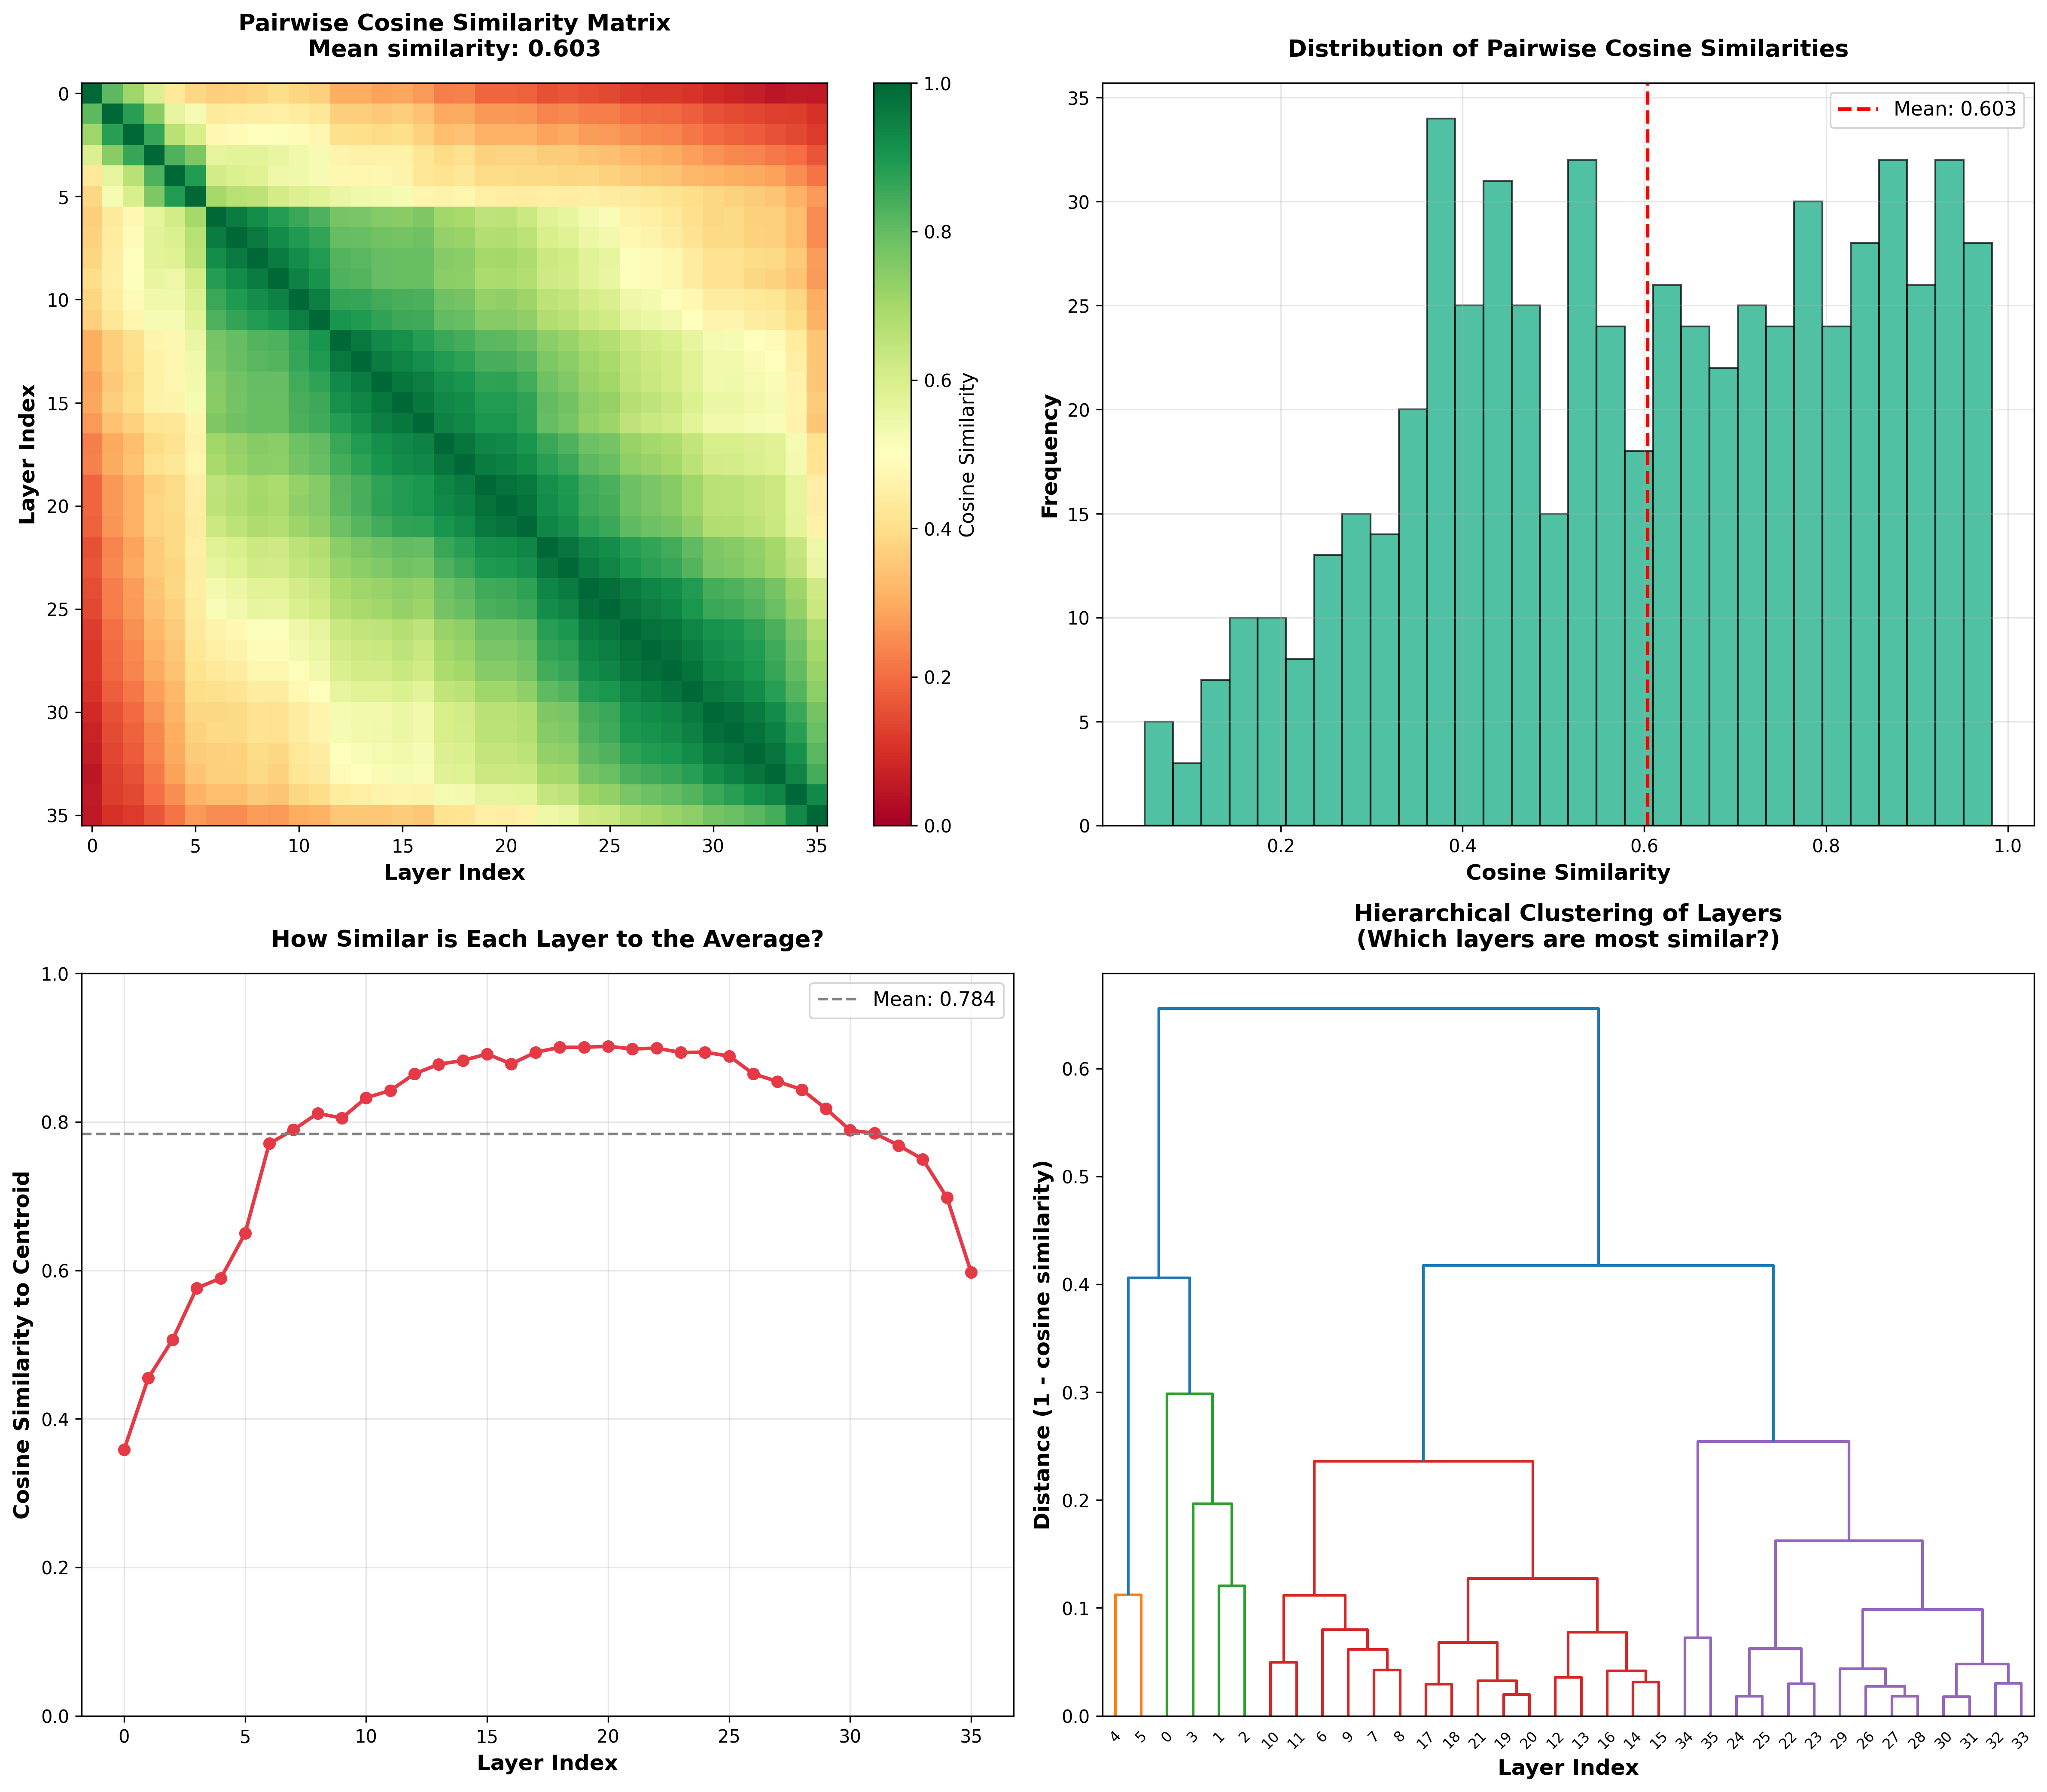 Pairwise Cosine Similarity Matrix
Mean similarity: 0.603
0
5
10
15
20
25
30
35
Layer Index
0 5 10 15 20 25 30 35
Layer Index
1.0
0.8
0.6
0.4
0.2
0.0
Cosine Similarity
Distribution of Pairwise Cosine Similarities
Mean: 0.603
35
30
25
20
15
10
5
0
Frequency
0.2 0.4 0.6 0.8 1.0
Cosine Similarity
How Similar is Each Layer to the Average?
Mean: 0.784
1.0
0.8
0.6
0.4
0.2
0.0
Cosine Similarity to Centroid
0 5 10 15 20 25 30 35
Layer Index
Hierarchical Clustering of Layers
(Which layers are most similar?)
0.6
0.5
0.4
0.3
0.2
0.1
0.0
Distance (1 - cosine similarity)
4 5 0 3 1 2 10 11 6 9 7 8 17 18 21 19 20 12 13 16 14 15 34 35 24 25 22 23 29 26 27 28 30 31 32 33
Layer Index